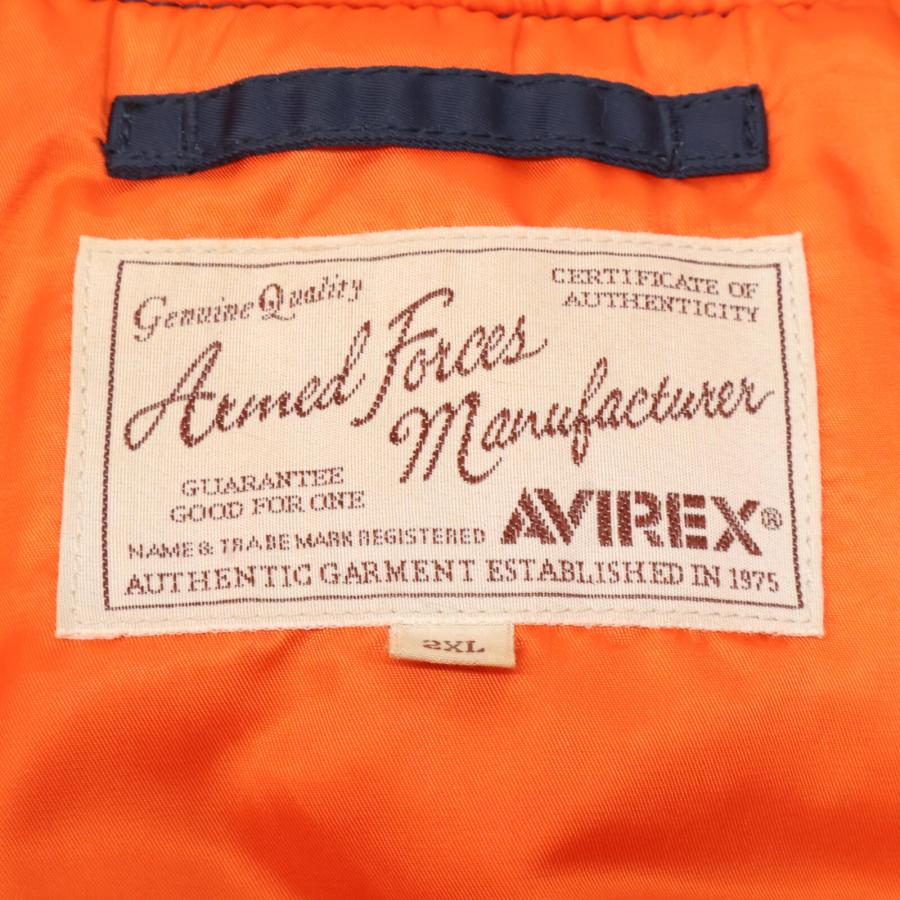 Genuine Quality
CERTIFICATE OF
AUTHENTICITY
Armed Forces
Manufacturer
GUARANTEE
GOOD FOR ONE
AVIREX®
NAME & TRADE MARK REGISTERED
AUTHENTIC GARMENT ESTABLISHED IN 1975
2XL